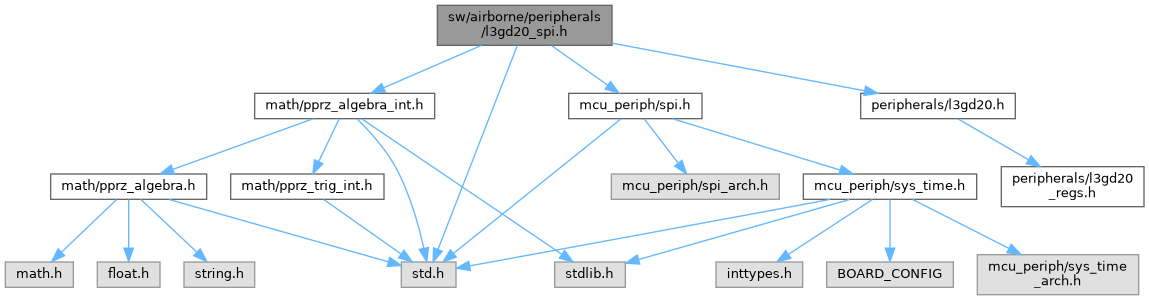 sw/airborne/peripherals
/l3gd20_spi.h
math/pprz_algebra_int.h
mcu_periph/spi.h
peripherals/l3gd20.h
math/pprz_algebra.h
math/pprz_trig_int.h
mcu_periph/spi_arch.h
mcu_periph/sys_time.h
peripherals/l3gd20
_regs.h
math.h
float.h
string.h
std.h
stdlib.h
inttypes.h
BOARD_CONFIG
mcu_periph/sys_time
_arch.h